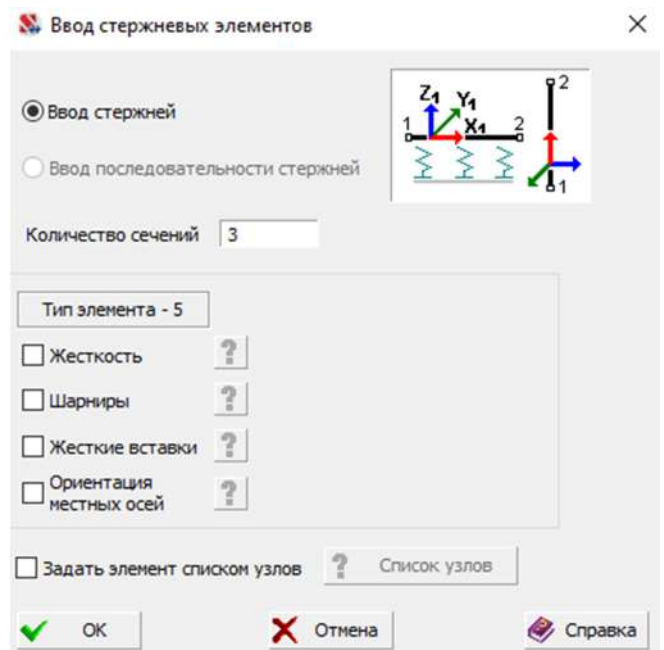 Ввод стержневых элементов
Ввод стержней
Z1 Y1 X1 1 2 2 1
Ввод последовательности стержней
Количество сечений 3
Тип элемента - 5
Жесткость ?
Шарниры ?
Жесткие вставки ?
Ориентация
местных осей ?
Задать элемент списком узлов ? Список узлов
OK Отмена Справка